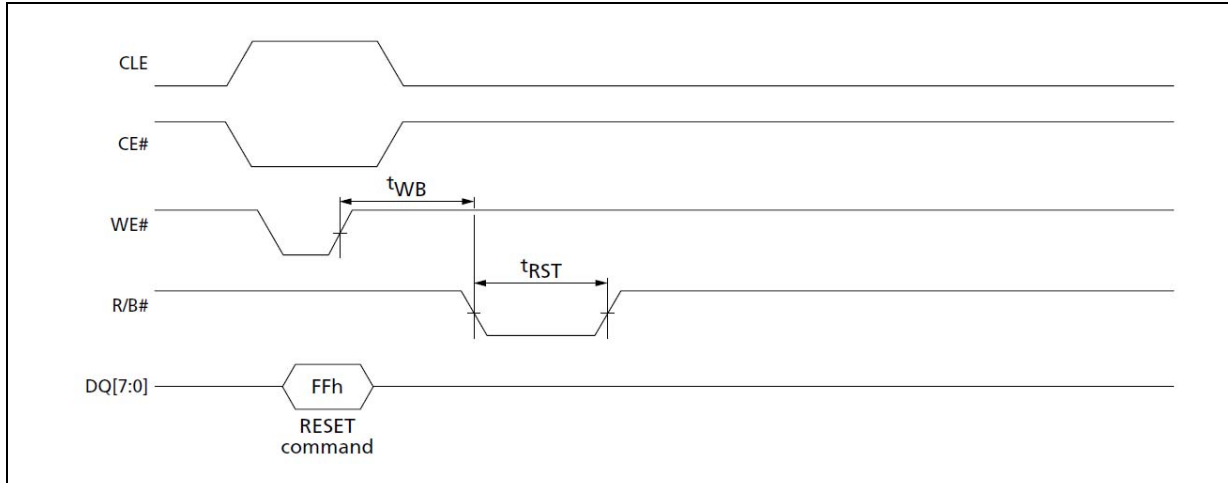 CLE
CE#
tWB
WE#
tRST
R/B#
DQ[7:0]
FFh
RESET
command